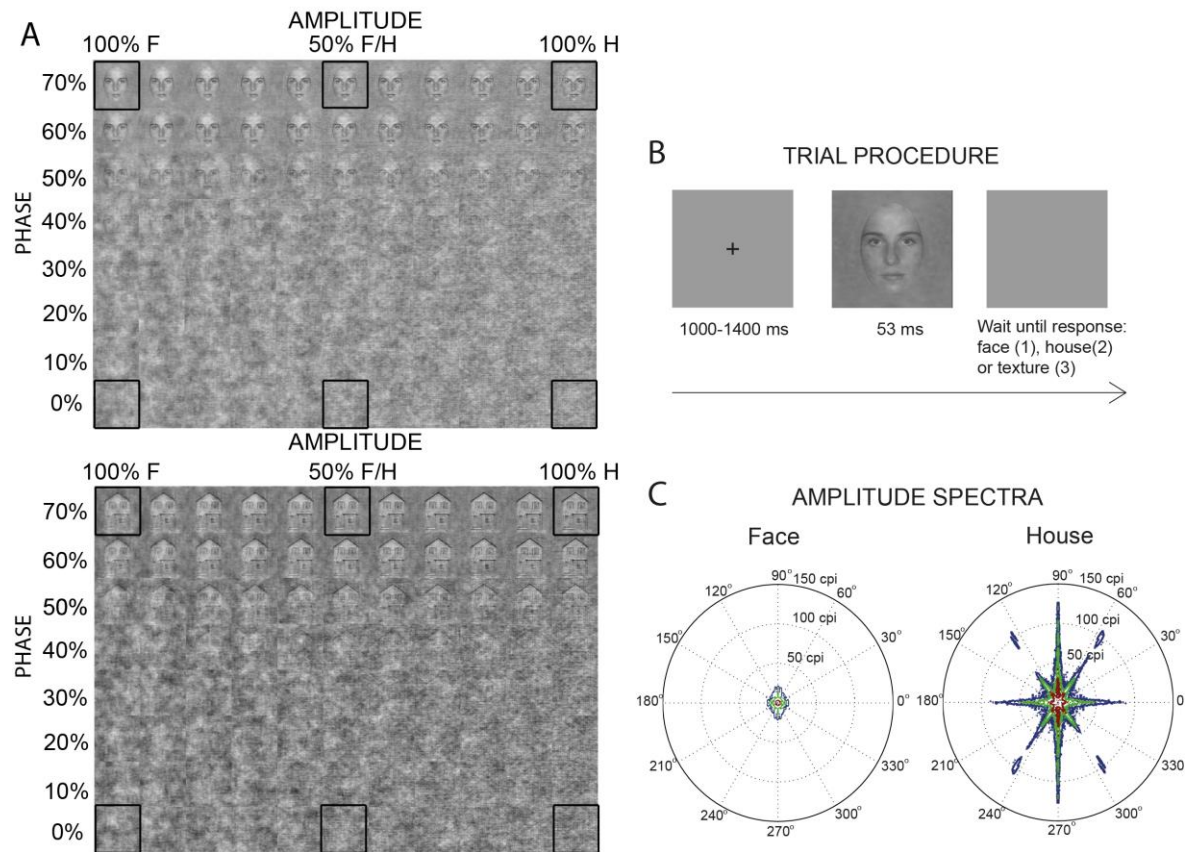 A
AMPLITUDE
100% F 50% F/H 100% H
PHASE
70%
60%
50%
40%
30%
20%
10%
0%
AMPLITUDE
100% F 50% F/H 100% H
PHASE
70%
60%
50%
40%
30%
20%
10%
0%
B TRIAL PROCEDURE
+
1000-1400 ms
53 ms
Wait until response:
face (1), house(2)
or texture (3)
C AMPLITUDE SPECTRA
Face
90° 150 cpi
120° 60°
100 cpi
150° 30°
50 cpi
180° 0°
210° 330°
240° 300°
270°
House
90° 150 cpi
120° 60°
100 cpi
150° 30°
50 cpi
180° 0
210° 330°
240° 300°
270°